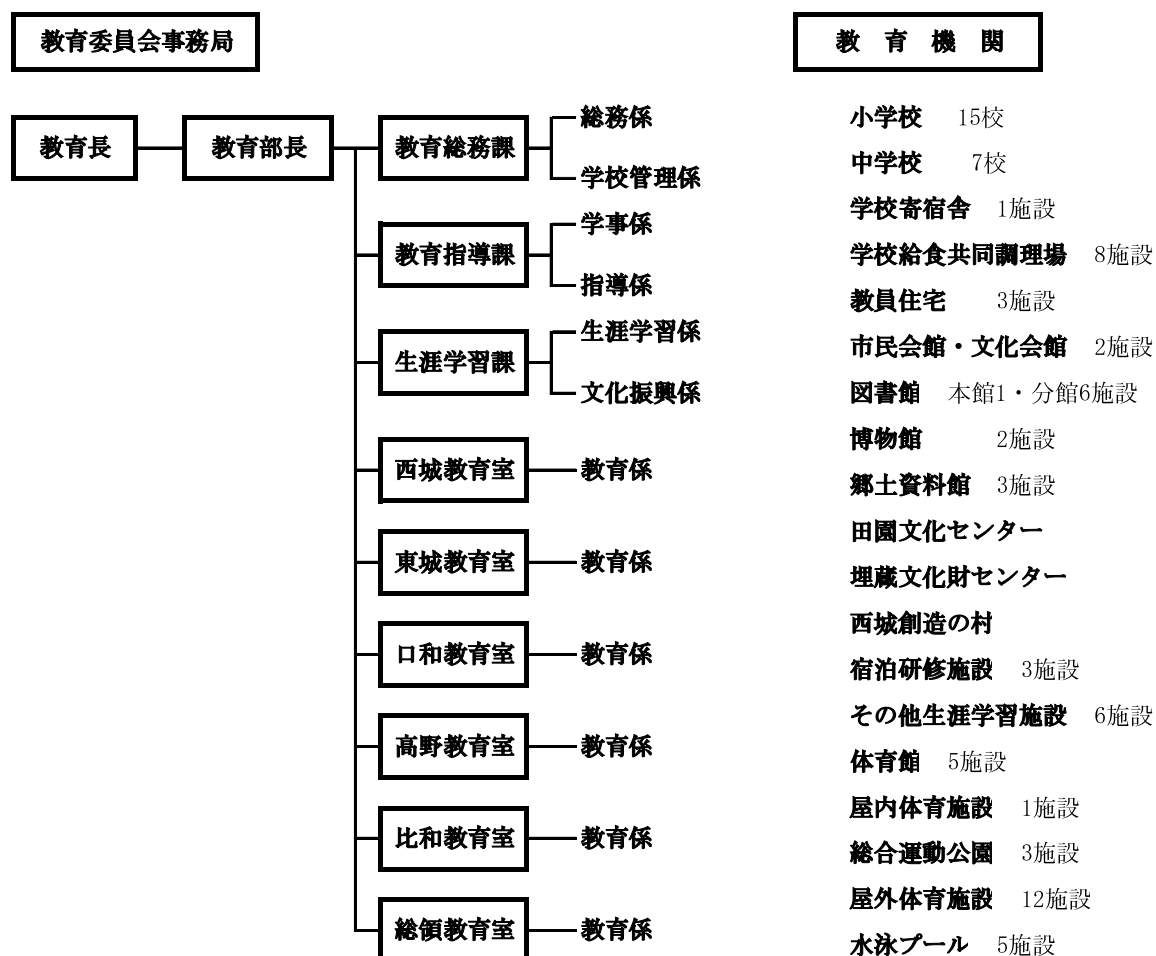 教育委員会事務局
教育長
教育部長
教育総務課
総務係
学校管理係
教育指導課
学事係
指導係
生涯学習課
生涯学習係
文化振興係
西城教育室
教育係
東城教育室
教育係
口和教育室
教育係
高野教育室
教育係
比和教育室
教育係
総領教育室
教育係
教 育 機 関
小学校 15校
中学校 7校
学校寄宿舎 1施設
学校給食共同調理場 8施設
教員住宅 3施設
市民会館・文化会館 2施設
図書館 本館1・分館6施設
博物館 2施設
郷土資料館 3施設
田園文化センター
埋蔵文化財センター
西城創造の村
宿泊研修施設 3施設
その他生涯学習施設 6施設
体育館 5施設
屋内体育施設 1施設
総合運動公園 3施設
屋外体育施設 12施設
水泳プール 5施設